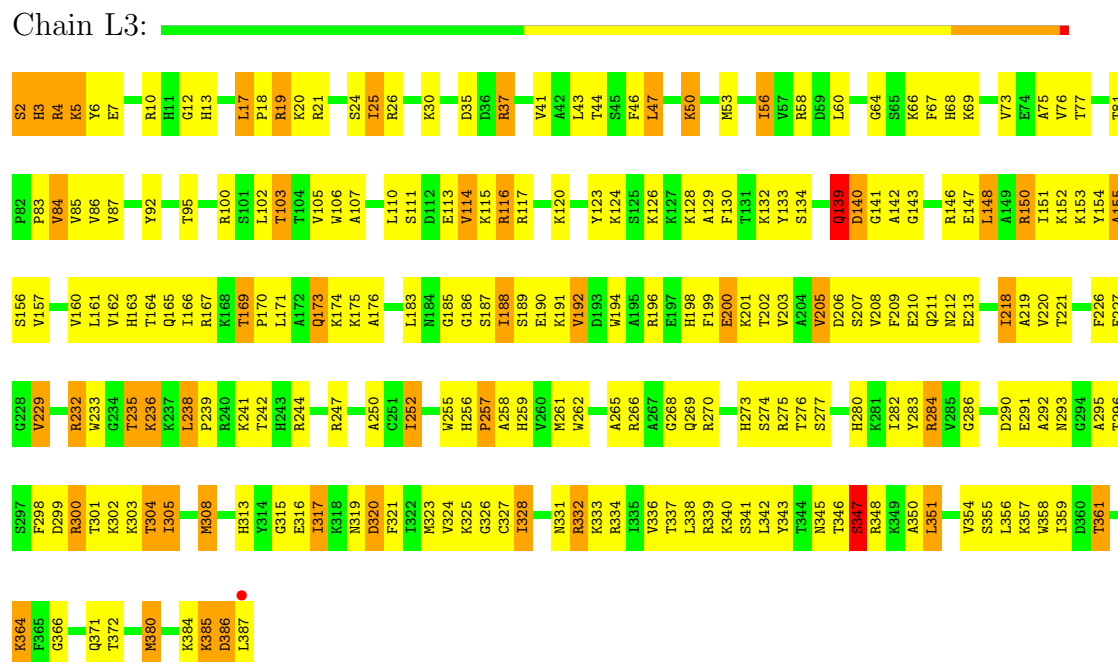 Chain L3:
S2 H3 R4 K5 Y6 E7 R10 H11 G12 H13 L17 P18 R19 K20 R21 S24 I25 R26 K30 D35 D36 R37 V41 A42 L43 T44 S45 F46 L47 K50 M53 I56 V57 R58 D59 L60 G64 S65 K66 F67 H68 K69 V73 E74 A75 V76 T77 T81
P82 P83 V84 V85 V86 V87 Y92 T95 R100 S101 L102 T103 T104 V105 W106 A107 L110 S111 D112 E113 V114 K115 R116 R117 K120 Y123 K124 S125 K126 K127 K128 A129 F130 T131 K132 Y133 S134 Q139 D140 G141 A142 G143 R146 E147 L148 A149 R150 I151 K152 K153 Y154 A155
S156 V157 V160 L161 V162 H163 T164 Q165 I166 R167 K168 T169 P170 L171 A172 Q173 K174 K175 A176 L183 N184 G185 G186 S187 I188 S189 E190 K191 V192 D193 W194 A195 R196 E197 H198 F199 E200 K201 T202 V203 A204 V205 D206 S207 V208 F209 E210 Q211 N212 E213 I218 A219 V220 T221 F226 E227
G228 V229 R232 W233 G234 T235 K236 K237 L238 P239 R240 K241 T242 H243 R244 R247 A250 C251 I252 W255 H256 P257 A258 H259 V260 M261 W262 A265 R266 A267 G268 Q269 R270 H273 S274 R275 T276 S277 H280 K281 I282 Y283 R284 V285 G286 D290 E291 A292 N293 G294 A295 T296
S297 F298 D299 R300 T301 K302 K303 T304 I305 M308 H313 Y314 G315 E316 I317 K318 N319 D320 F321 I322 M323 V324 K325 G326 C327 I328 N331 R332 K333 R334 I335 V336 T337 L338 R339 K340 S341 L342 Y343 T344 N345 T346 S347 R348 K349 A350 L351 V354 S355 L356 K357 W358 I359 D360 T361
K364 F365 G366 Q371 T372 M380 K384 K385 D386 L387